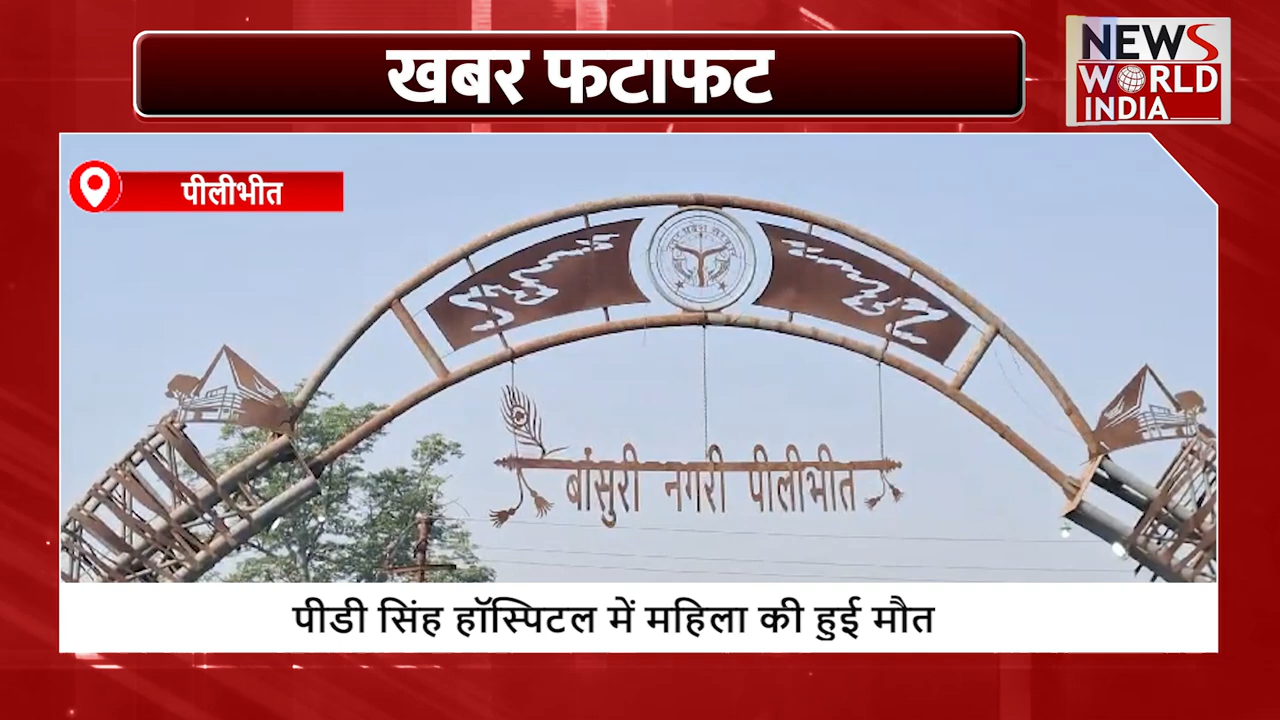 खबर फटाफट
NEWS
WORLD
INDIA
पीलीभीत
बांसुरी नगरी पीलीभीत
पीडी सिंह हॉस्पिटल में महिला की हुई मौत